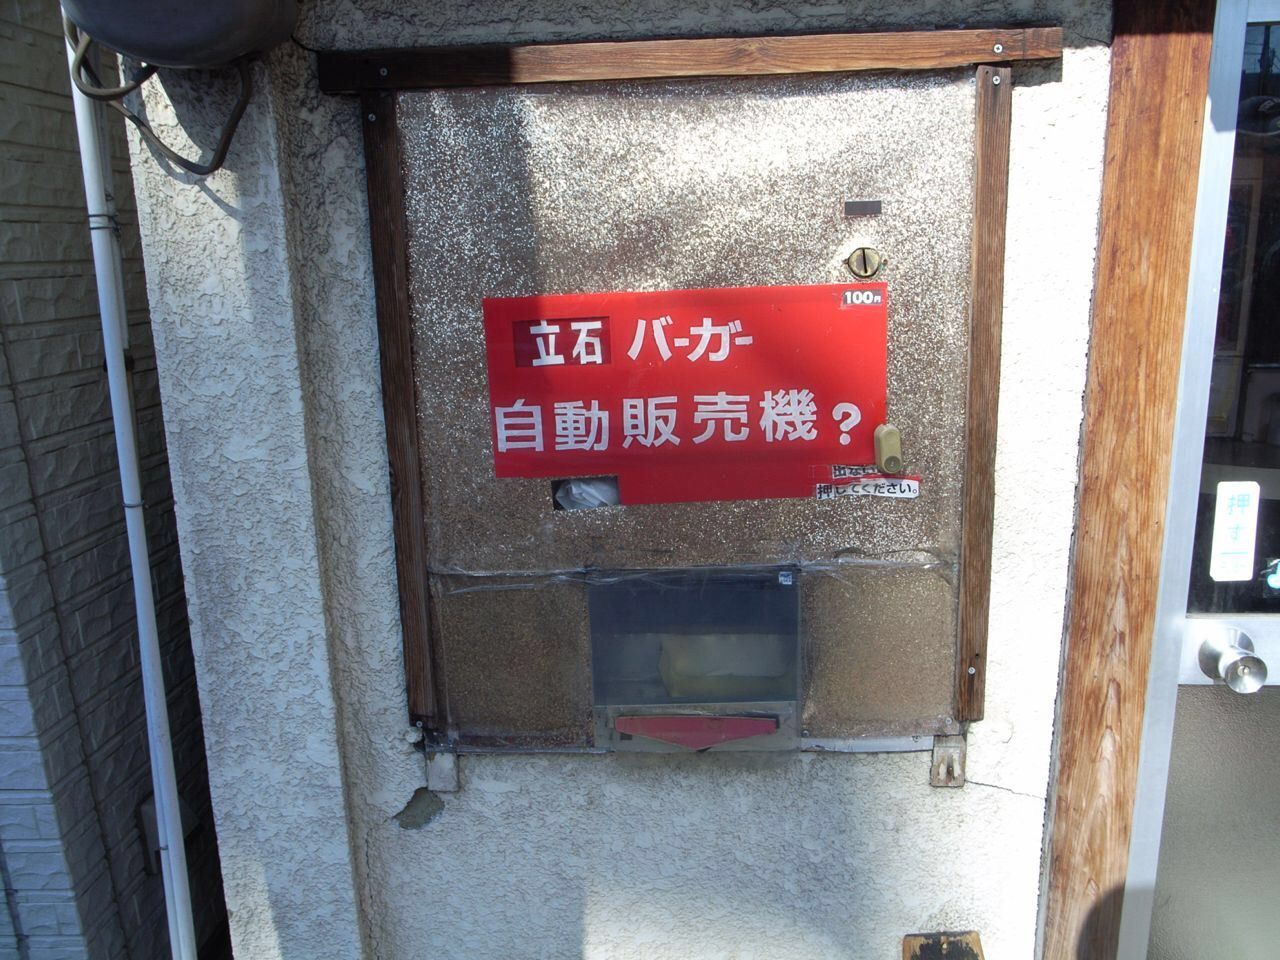 100円
立石 バーガー
自動販売機?
押してください。
押す